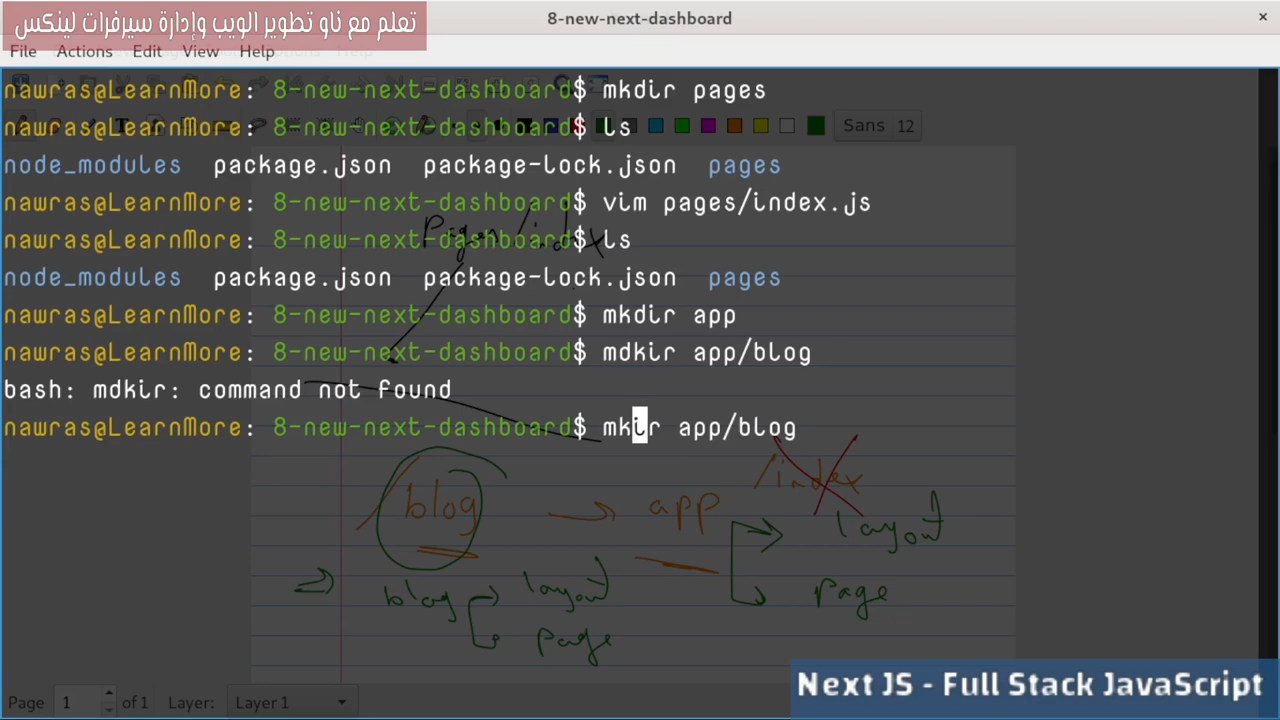 تعلم مع ناو تطوير الويب وإدارة سيرفرات لينكس
8-new-next-dashboard
×
File Actions Edit View Help
nawras@LearnMore: 8-new-next-dashboard$ mkdir pages
nawras@LearnMore: 8-new-next-dashboard$ ls
Sans 12
node_modules package.json package-lock.json pages
nawras@LearnMore: 8-new-next-dashboard$ vim pages/index.js
Pages/index
nawras@LearnMore: 8-new-next-dashboard$ ls
node_modules package.json package-lock.json pages
nawras@LearnMore: 8-new-next-dashboard$ mkdir app
nawras@LearnMore: 8-new-next-dashboard$ mdkir app/blog
bash: mdkir: command not found
nawras@LearnMore: 8-new-next-dashboard$ mkir app/blog
/index
/blog → app
layout
blog layout
page
page
Page 1 of 1 Layer: Layer 1
Next JS - Full Stack JavaScript